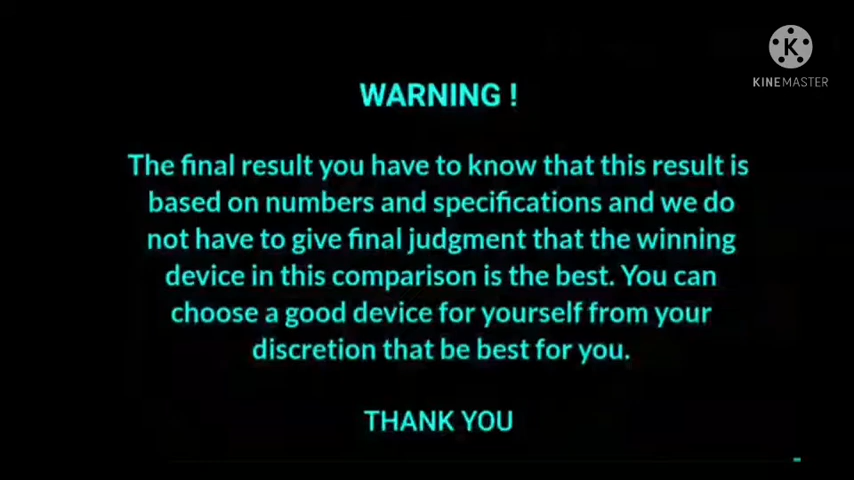 K
KINEMASTER
WARNING !
The final result you have to know that this result is
based on numbers and specifications and we do
not have to give final judgment that the winning
device in this comparison is the best. You can
choose a good device for yourself from your
discretion that be best for you.
THANK YOU